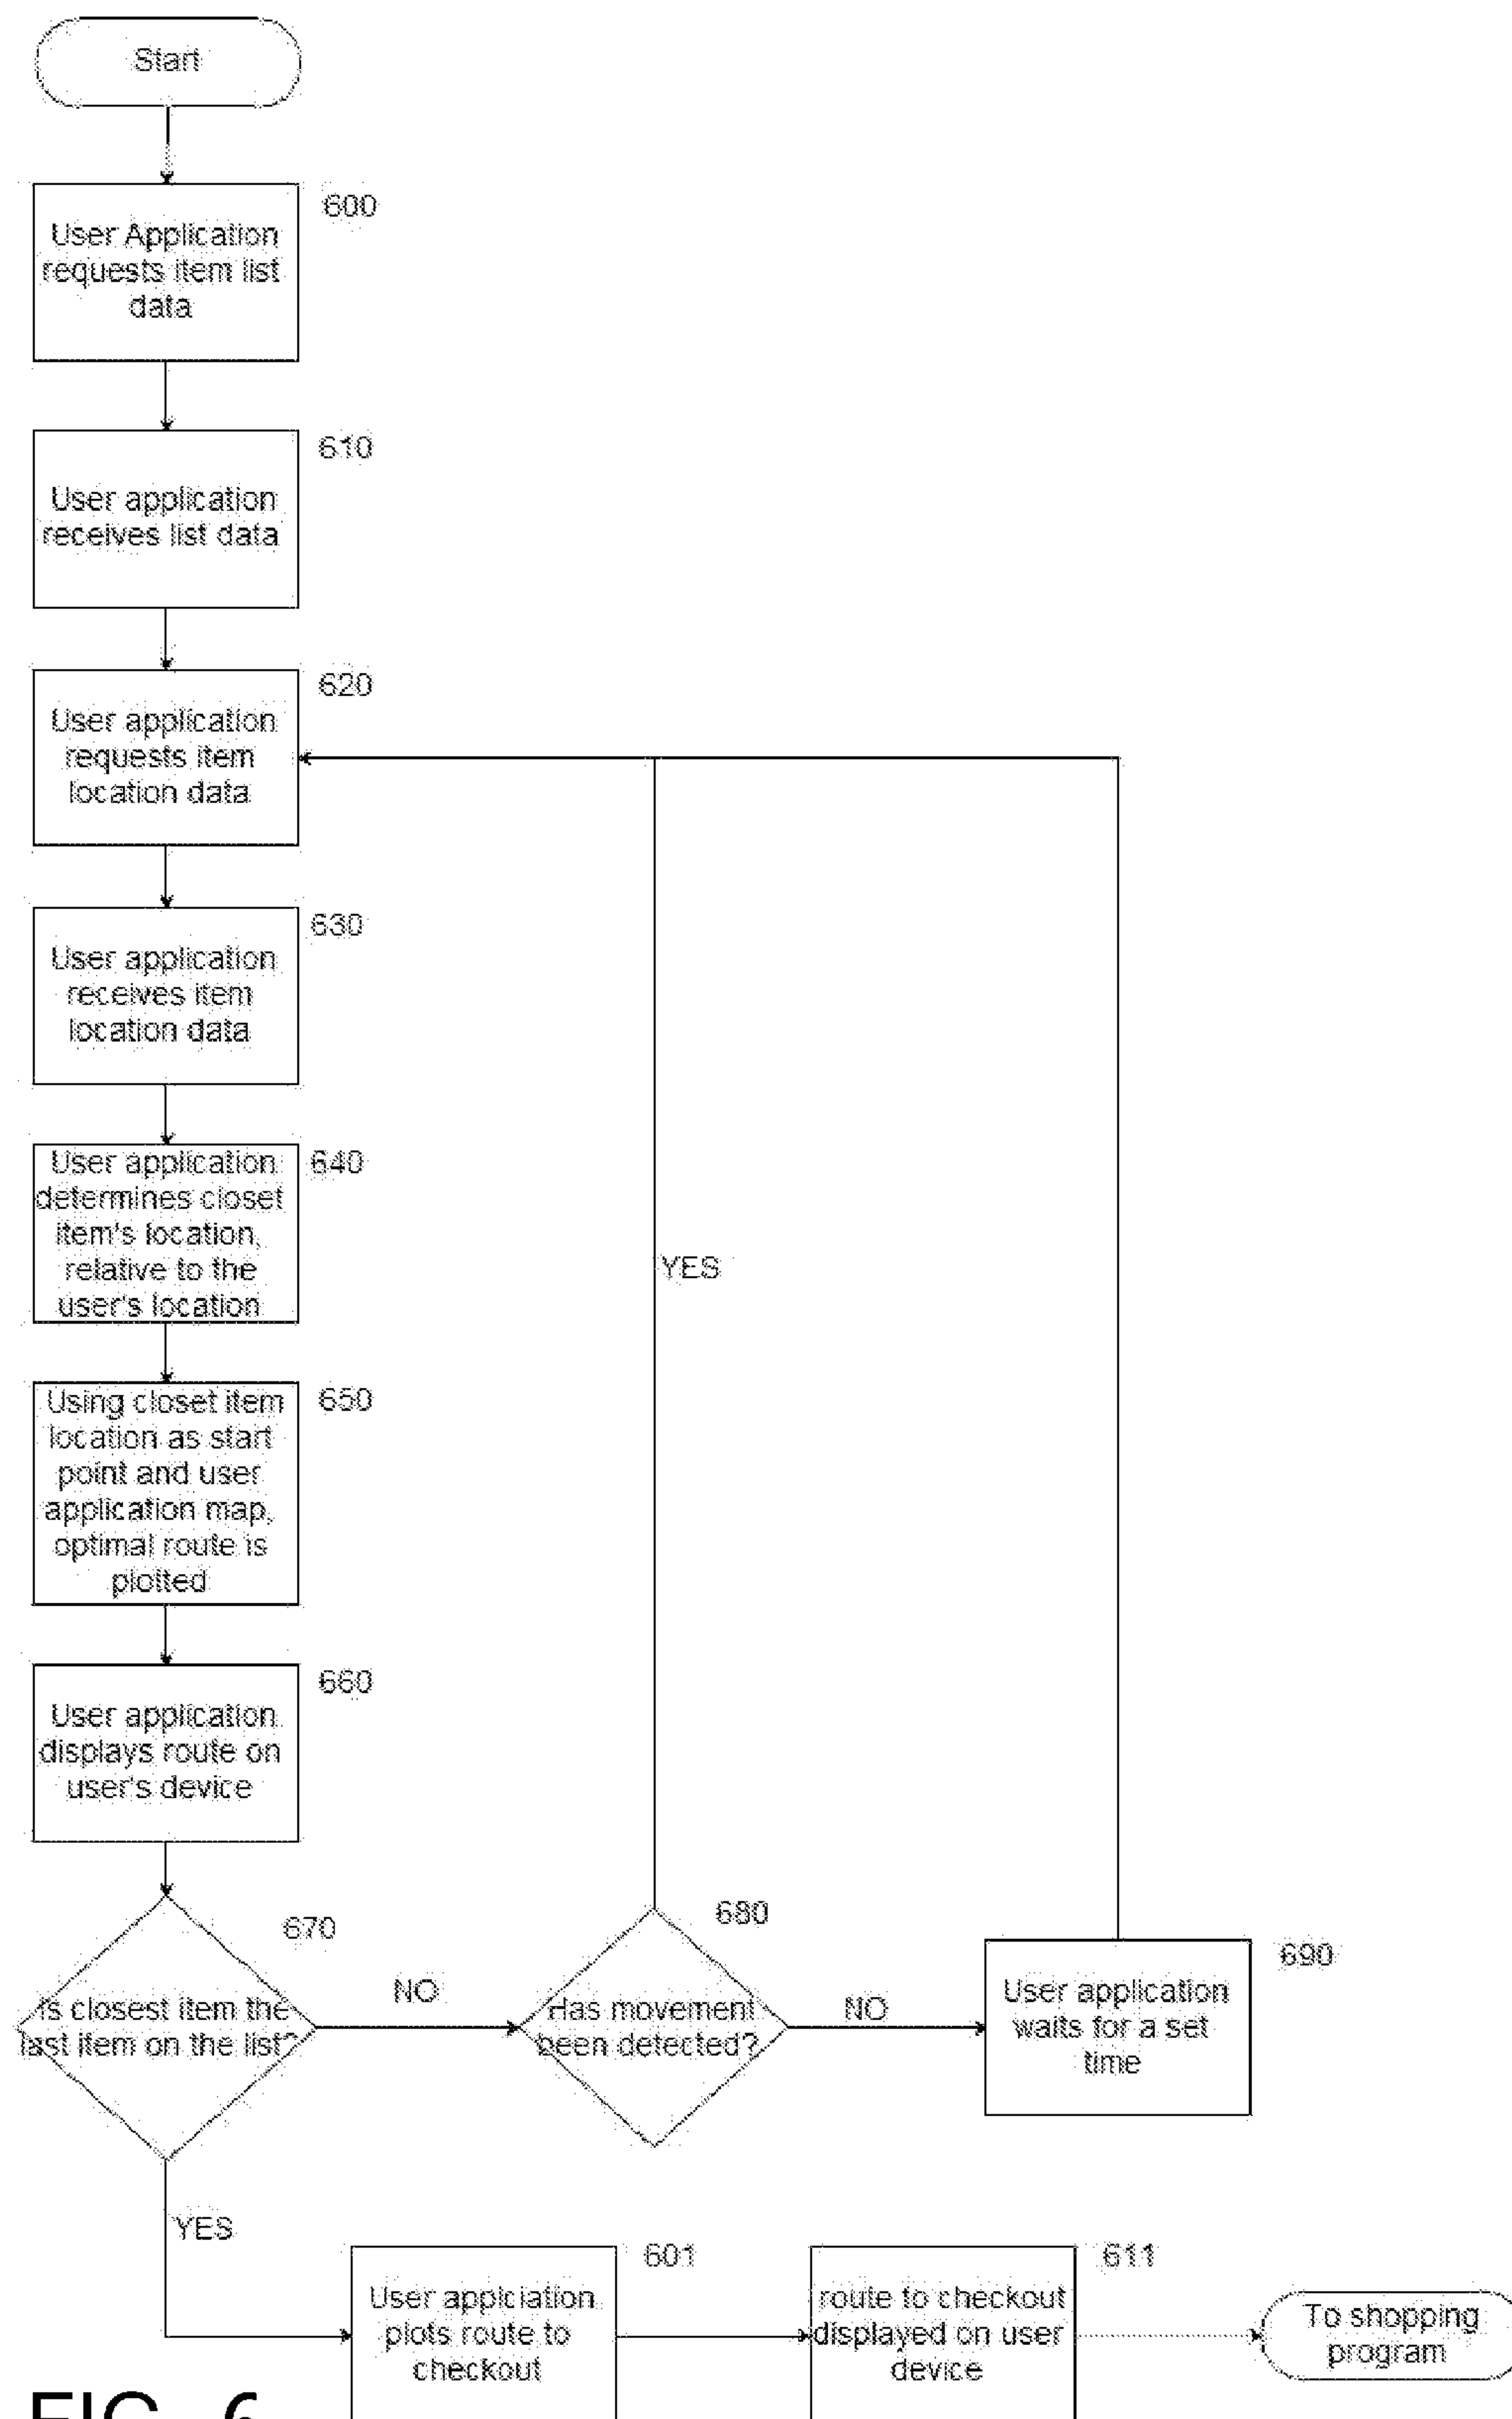 Start
600
User Application
requests item list
data
610
User application
receives list data
620
User application
requests item
location data
630
User application
receives item
location data
640
User application
determines closet
item's location,
relative to the
user's location
YES
650
Using closet item
location as start
point and user
application map,
optimal route is
plotted
660
User application
displays route on
user's device
670
Is closest item the
last item on the list?
NO
680
Has movement
been detected?
NO
690
User application
waits for a set
time
YES
601
User appliciation
plots route to
checkout
611
route to checkout
displayed on user
device
To shopping
program
FIG. 6